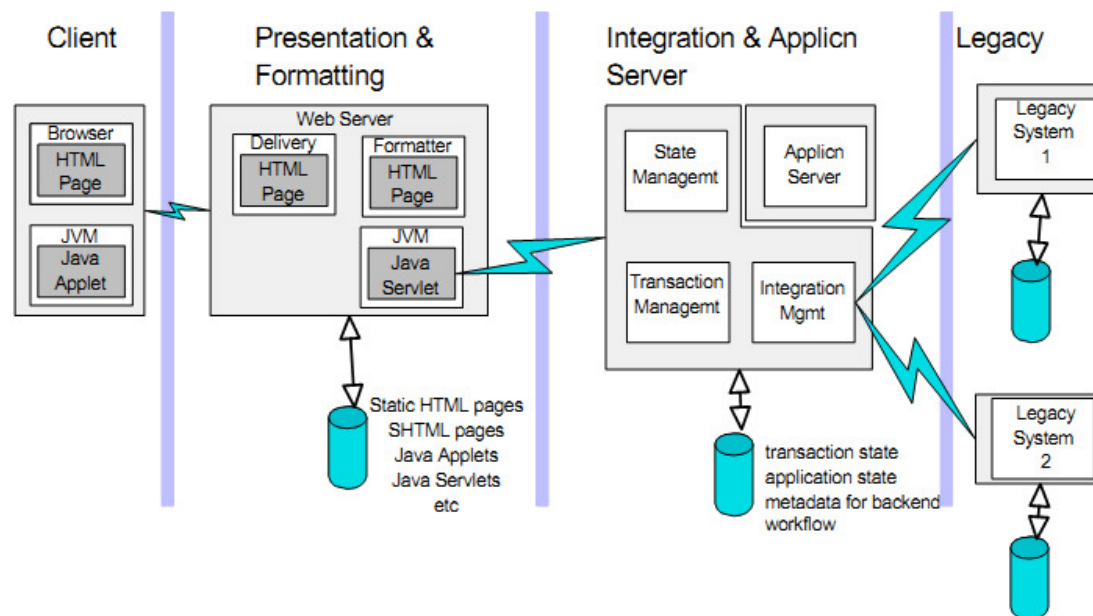 Client
Presentation &
Formatting
Integration & Applicn
Server
Legacy
Browser
HTML
Page
JVM
Java
Applet
Web Server
Delivery
HTML
Page
Formatter
HTML
Page
JVM
Java
Servlet
Static HTML pages
SHTML pages
Java Applets
Java Servlets
etc
State
Managemt
Applicn
Server
Transaction
Managemt
Integration
Mgmt
transaction state
application state
metadata for backend
workflow
Legacy
System
1
Legacy
System
2